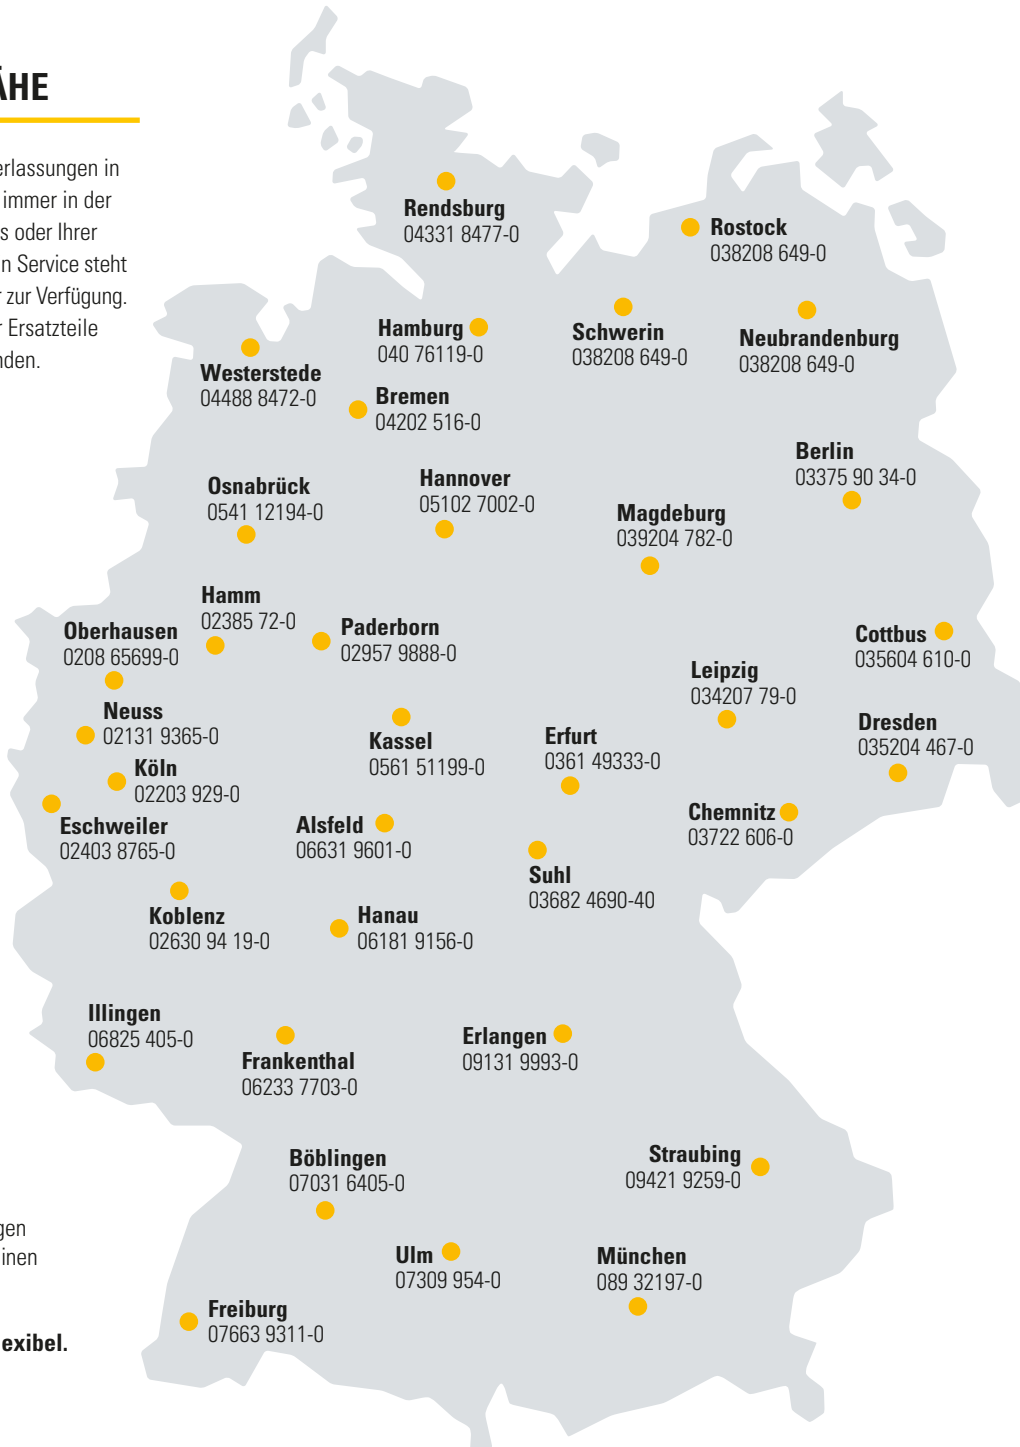 ÄHE
erlassungen in
immer in der
s oder Ihrer
n Service steht
r zur Verfügung.
r Ersatzteile
nden.
Rendsburg
04331 8477-0
Rostock
038208 649-0
Hamburg
040 76119-0
Schwerin
038208 649-0
Neubrandenburg
038208 649-0
Westerstede
04488 8472-0
Bremen
04202 516-0
Berlin
03375 90 34-0
Osnabrück
0541 12194-0
Hannover
05102 7002-0
Magdeburg
039204 782-0
Hamm
02385 72-0
Oberhausen
0208 65699-0
Paderborn
02957 9888-0
Cottbus
035604 610-0
Leipzig
034207 79-0
Neuss
02131 9365-0
Kassel
0561 51199-0
Erfurt
0361 49333-0
Dresden
035204 467-0
Köln
02203 929-0
Eschweiler
02403 8765-0
Alsfeld
06631 9601-0
Chemnitz
03722 606-0
Suhl
03682 4690-40
Koblenz
02630 94 19-0
Hanau
06181 9156-0
Illingen
06825 405-0
Frankenthal
06233 7703-0
Erlangen
09131 9993-0
Böblingen
07031 6405-0
Straubing
09421 9259-0
gen
inen
Ulm
07309 954-0
München
089 32197-0
Freiburg
07663 9311-0
exibel.